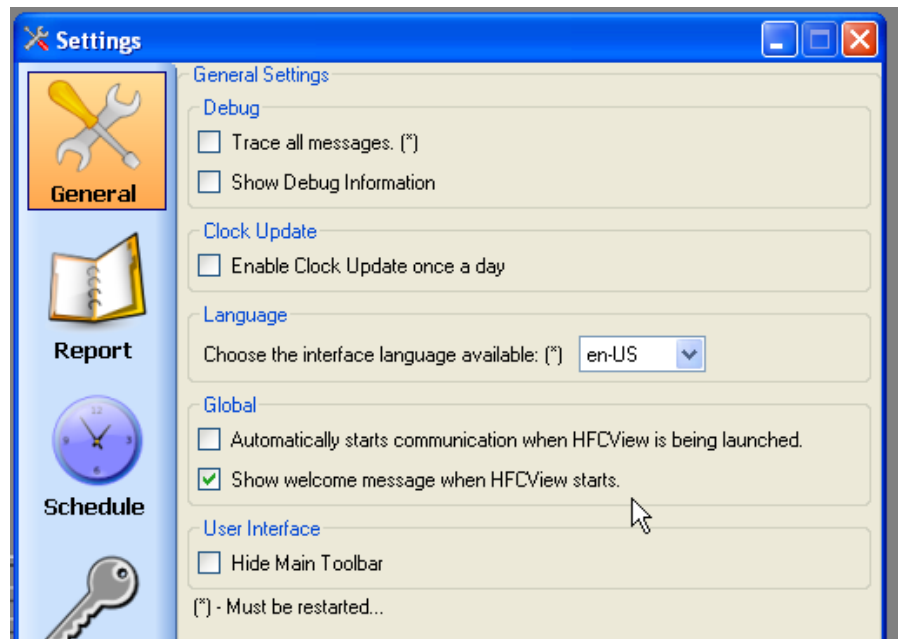 Settings
General
Report
Schedule
General Settings
Debug
Trace all messages. (*)
Show Debug Information
Clock Update
Enable Clock Update once a day
Language
Choose the interface language available: (*) en-US
Global
Automatically starts communication when HFCView is being launched.
Show welcome message when HFCView starts.
User Interface
Hide Main Toolbar
(*) - Must be restarted...